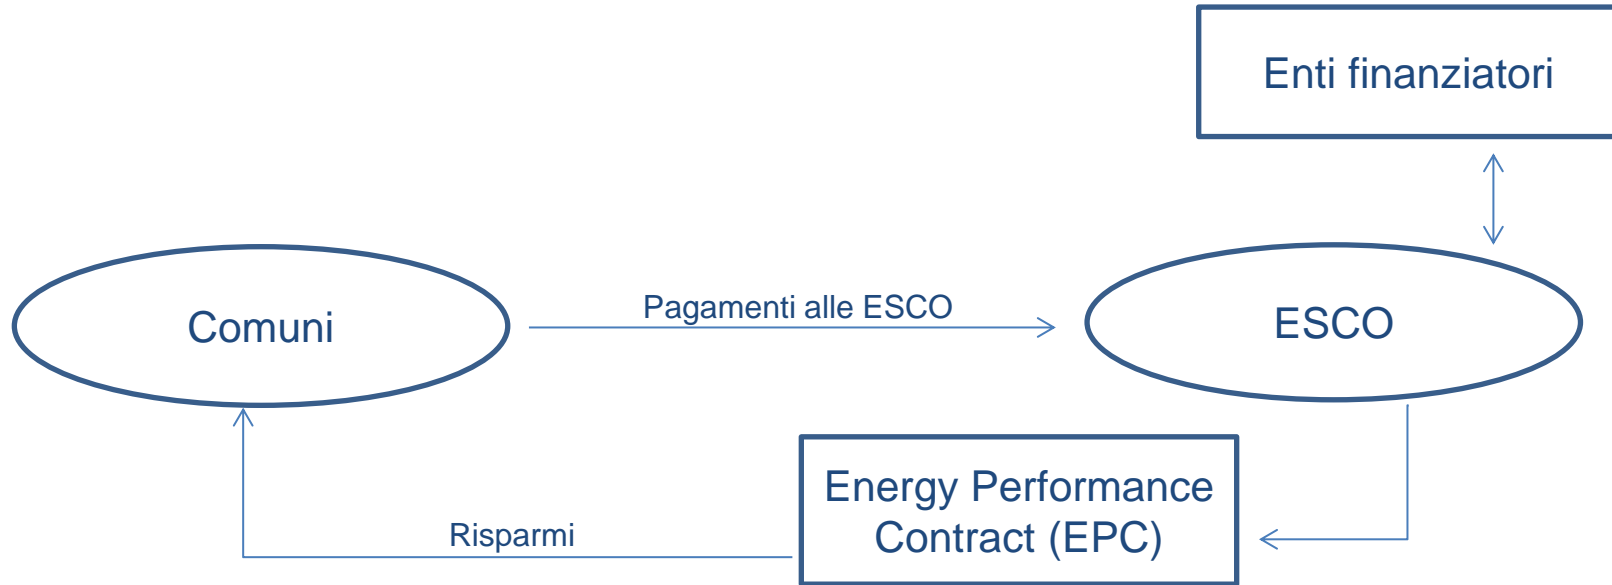 Enti finanziatori
Pagamenti alle ESCO
Comuni
ESCO
Energy Performance
Contract (EPC)
Risparmi